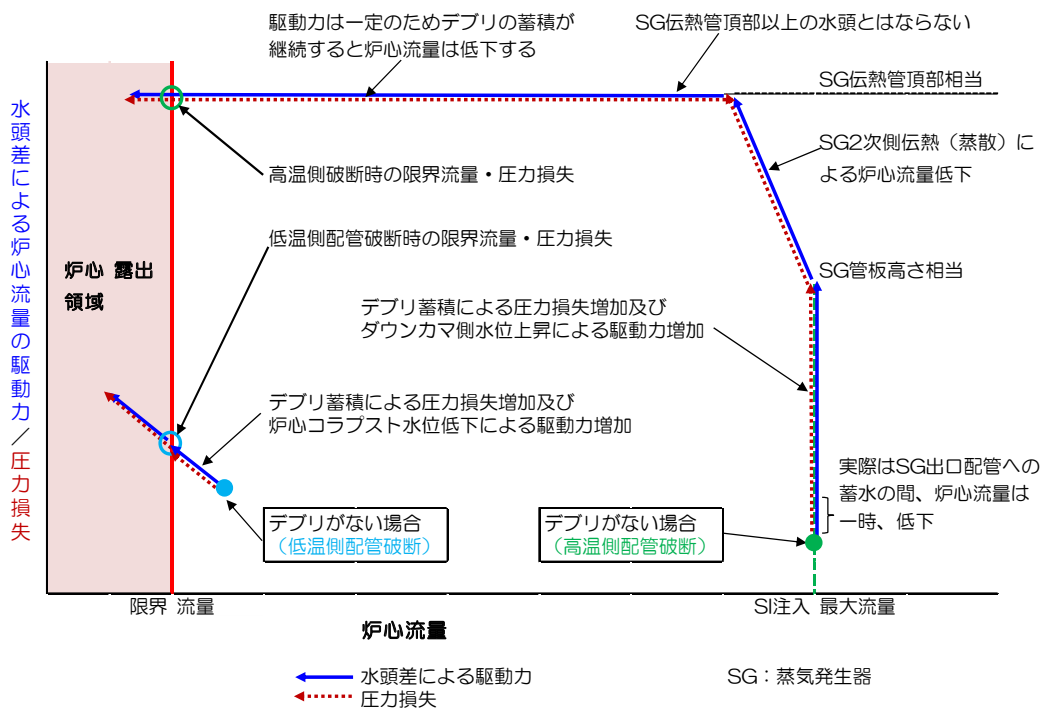 駆動力は一定のためデブリの蓄積が
継続すると炉心流量は低下する
SG伝熱管頂部以上の水頭とはならない
SG伝熱管頂部相当
SG2次側伝熱（蒸散）に
よる炉心流量低下
高温側破断時の限界流量・圧力損失
低温側配管破断時の限界流量・圧力損失
炉心 露出
領域
SG管板高さ相当
デブリ蓄積による圧力損失増加及び
ダウンカマ側水位上昇による駆動力増加
デブリ蓄積による圧力損失増加及び
炉心コラプスト水位低下による駆動力増加
実際はSG出口配管への
蓄水の間、炉心流量は
一時、低下
デブリがない場合
（低温側配管破断）
デブリがない場合
（高温側配管破断）
水頭差による炉心流量の駆動力／圧力損失
限界 流量
SI注入 最大流量
炉心流量
水頭差による駆動力
圧力損失
SG：蒸気発生器